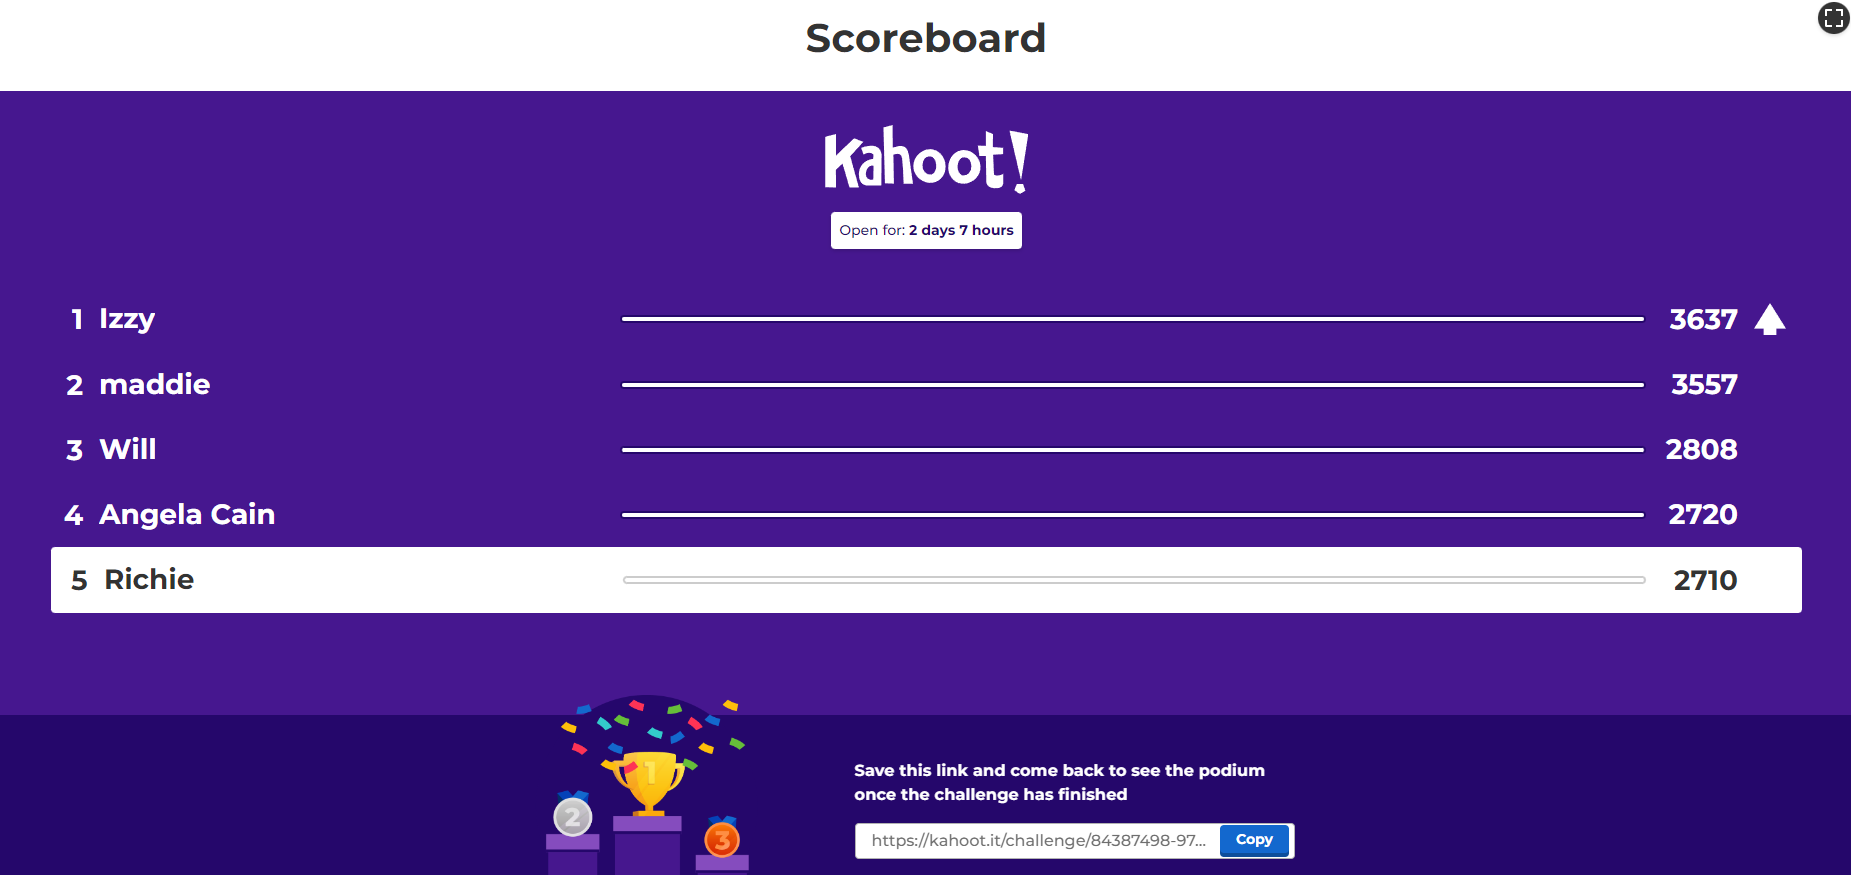 Scoreboard
Kahoot!
Open for: 2 days 7 hours
1 Izzy 3637
2 maddie 3557
3 Will 2808
4 Angela Cain 2720
5 Richie 2710
1
2
3
Save this link and come back to see the podium
once the challenge has finished
https://kahoot.it/challenge/84387498-97... Copy